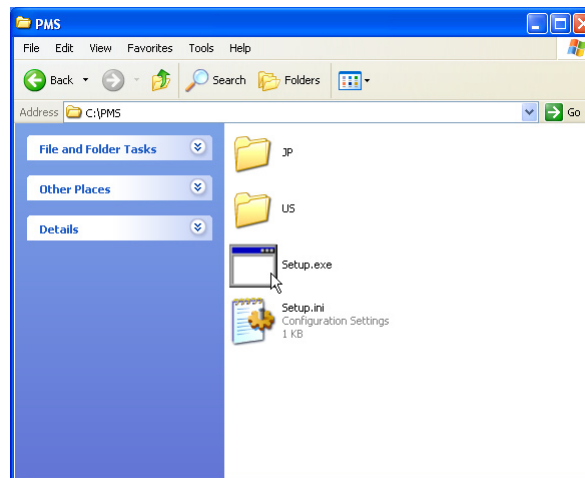 PMS
File Edit View Favorites Tools Help
Back Search Folders
Address C:\PMS Go
File and Folder Tasks
Other Places
Details
JP
US
Setup.exe
Setup.ini
Configuration Settings
1 KB